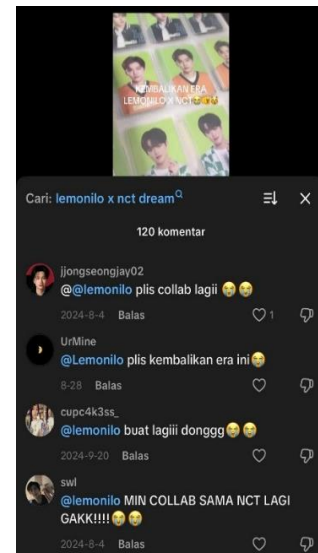 KEMBALIKAN ERA
LEMONILO X NCT😭😭😭
Cari: lemonilo x nct dream
120 komentar
jjongseongjay02
@@lemonilo plis collab lagii 😭😭
2024-8-4 Balas 1
UrMine
@Lemonilo plis kembalikan era ini😭
8-28 Balas
cupc4k3ss_
@lemonilo buat lagiii donggg😭😭
2024-9-20 Balas
swl
@lemonilo MIN COLLAB SAMA NCT LAGI
GAKK!!!!😭😭
2024-8-4 Balas